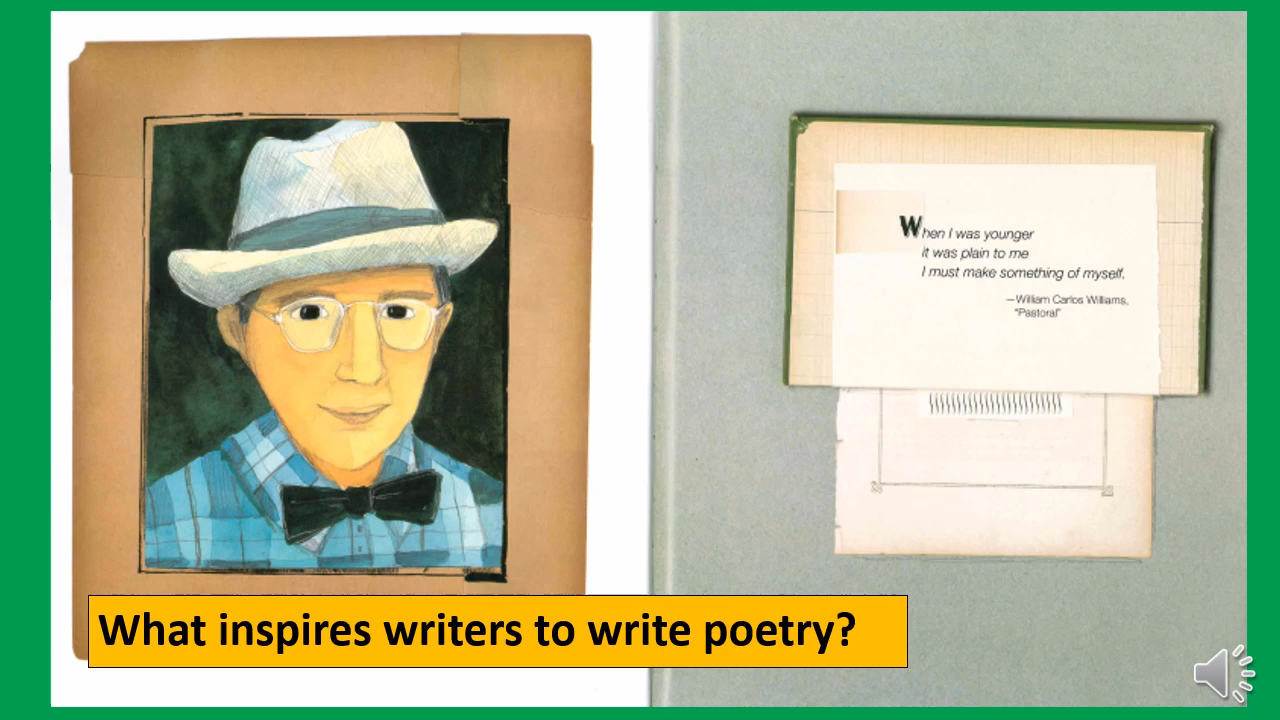 When I was younger
it was plain to me
I must make something of myself.
—William Carlos Williams,
"Pastoral"
What inspires writers to write poetry?